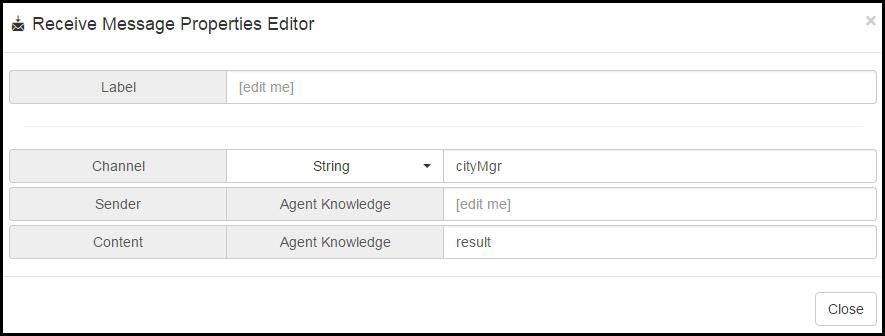 Receive Message Properties Editor ×
Label [edit me]
Channel String cityMgr
Sender Agent Knowledge [edit me]
Content Agent Knowledge result
Close